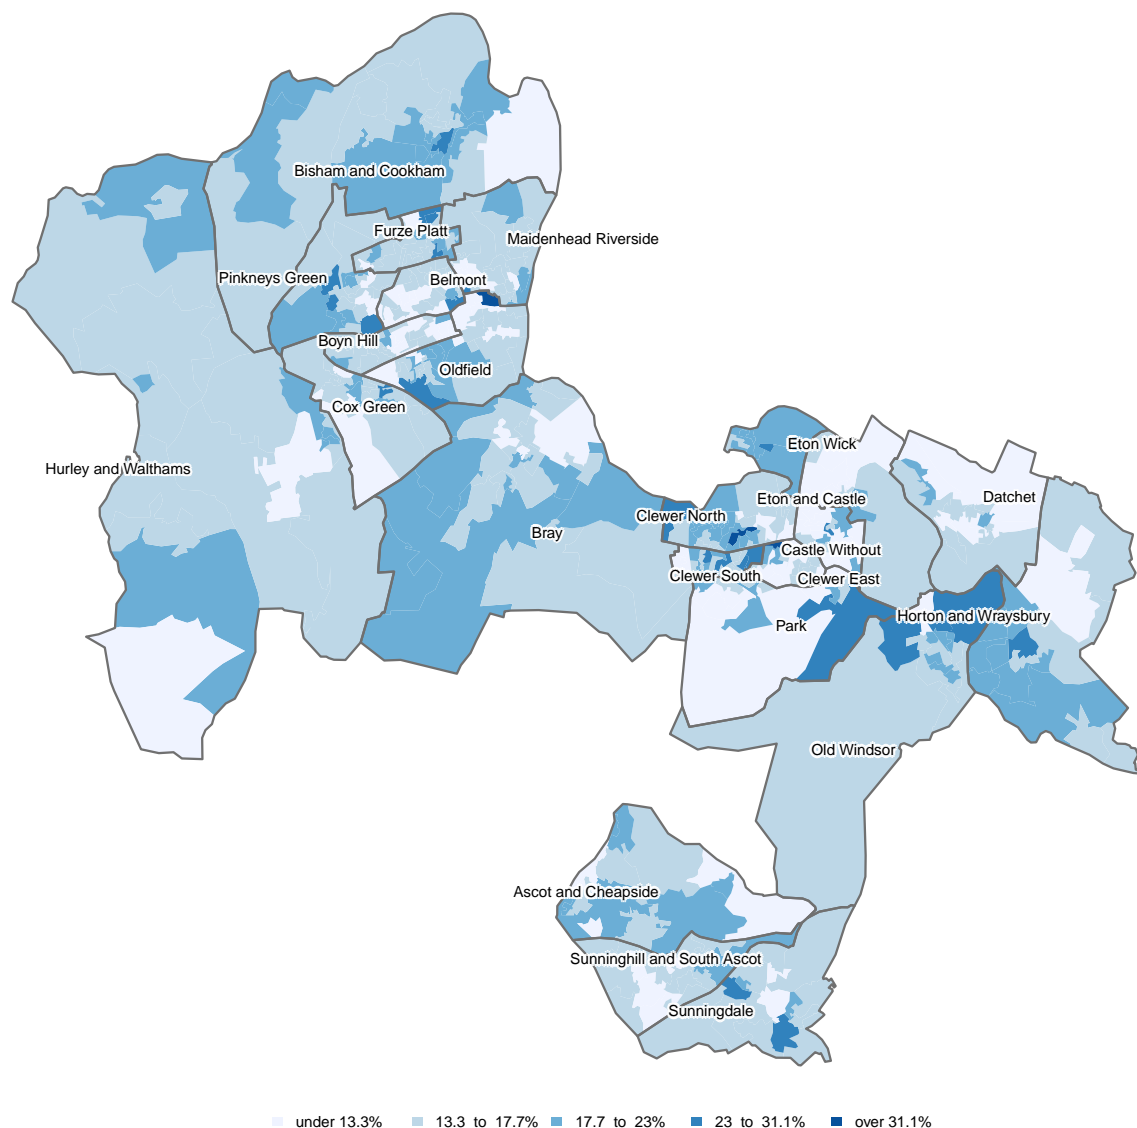 Bisham and Cookham
Furze Platt
Maidenhead Riverside
Pinkneys Green
Belmont
Boyn Hill
Oldfield
Cox Green
Eton Wick
Hurley and Walthams
Eton and Castle
Datchet
Clewer North
Bray
Castle Without
Clewer South
Clewer East
Horton and Wraysbury
Park
Old Windsor
Ascot and Cheapside
Sunninghill and South Ascot
Sunningdale
under 13.3% 13.3 to 17.7% 17.7 to 23% 23 to 31.1% over 31.1%